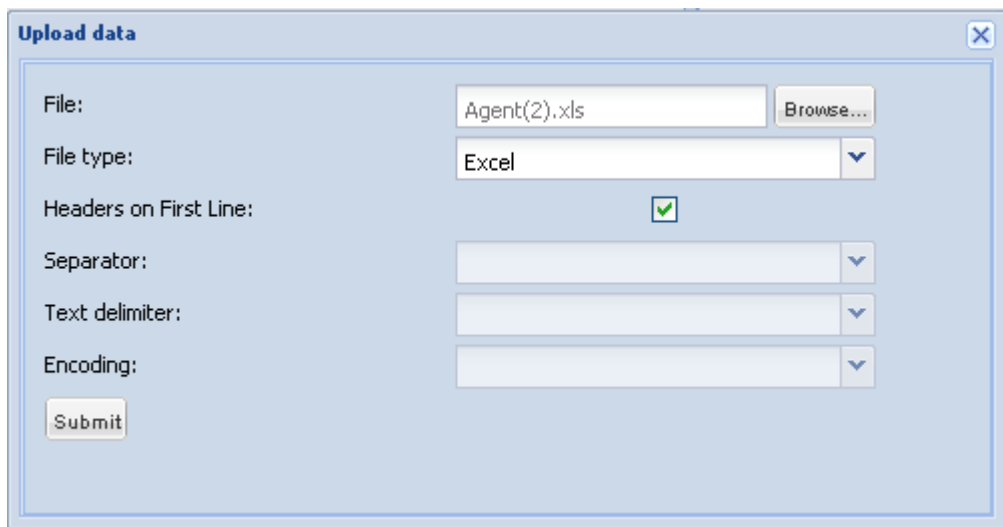 Upload data
File: Agent(2).xls Browse...
File type: Excel
Headers on First Line:
Separator:
Text delimiter:
Encoding:
Submit